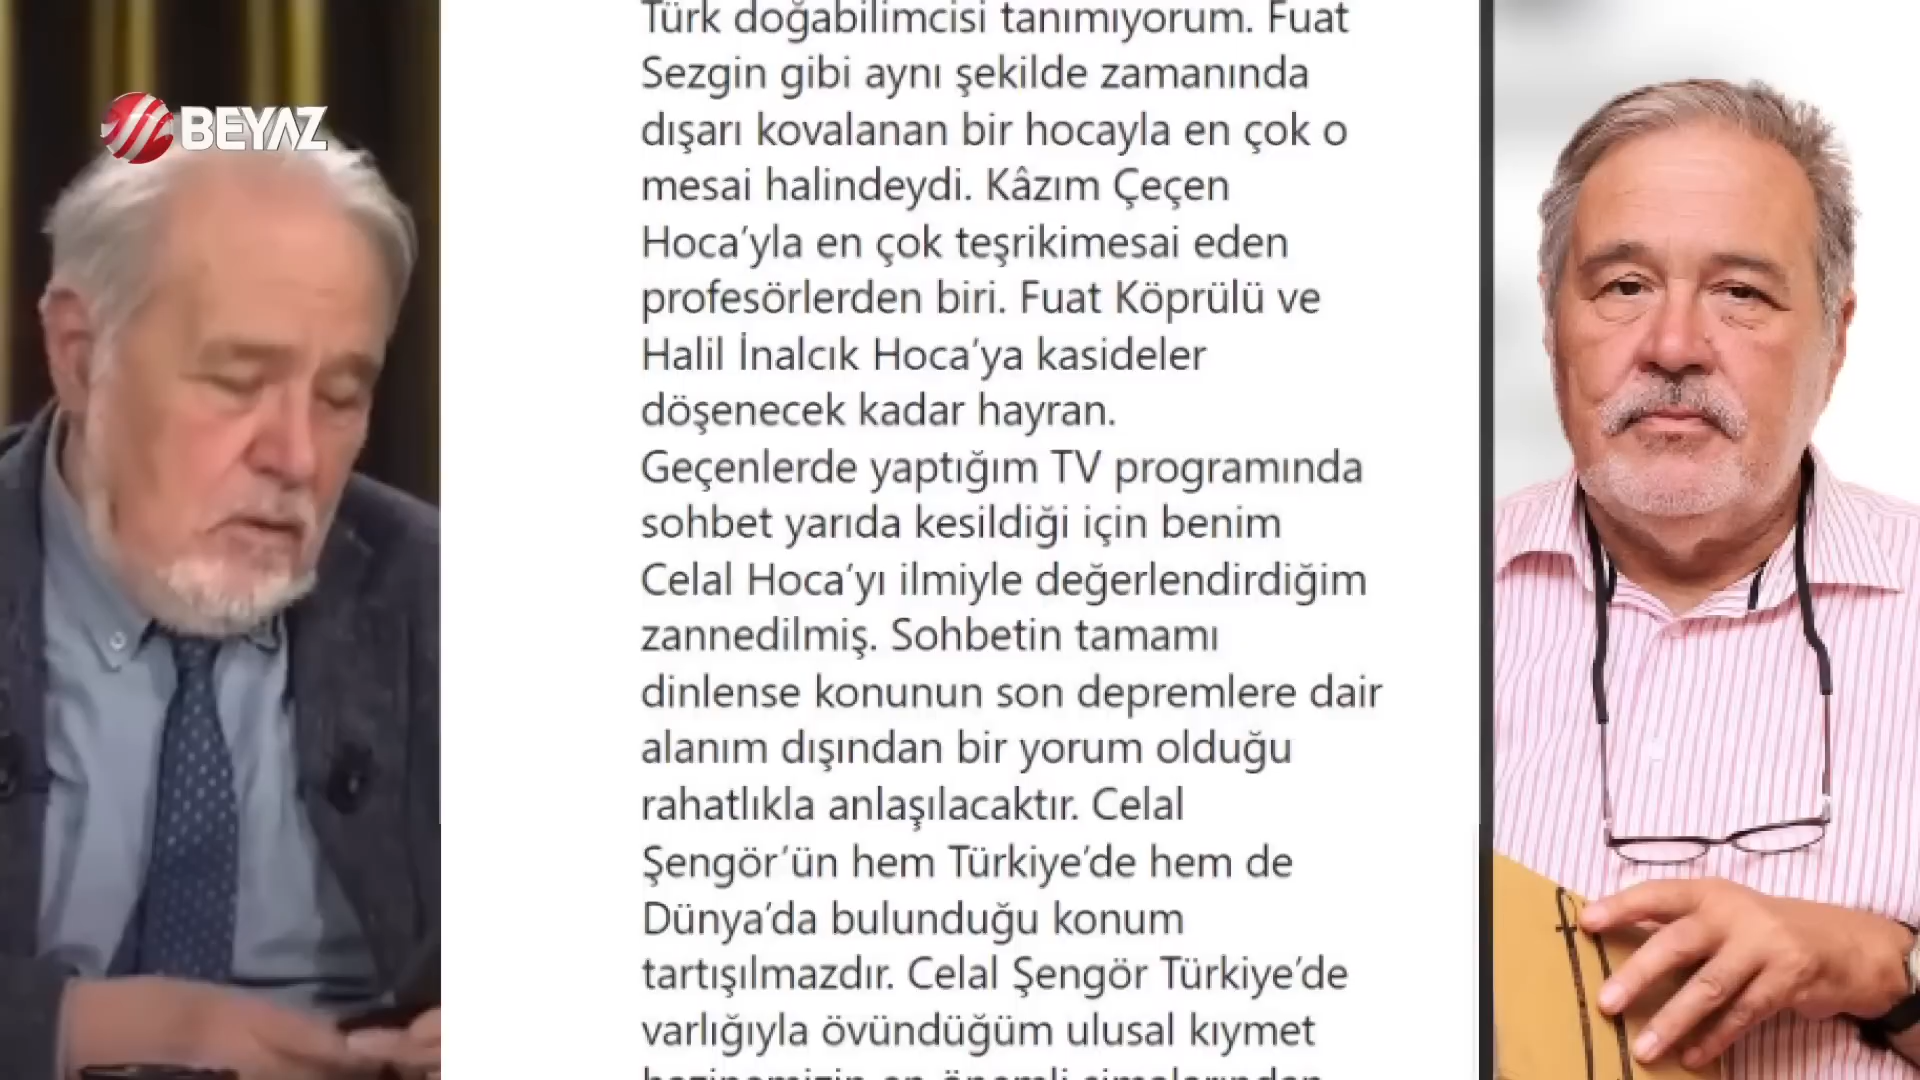 BEYAZ
Türk doğabilimcisi tanımıyorum. Fuat
Sezgin gibi aynı şekilde zamanında
dışarı kovalanan bir hocayla en çok o
mesai halindeydi. Kâzım Çeçen
Hoca’yla en çok teşrikimesai eden
profesörlerden biri. Fuat Köprülü ve
Halil İnalcık Hoca’ya kasideler
döşenecek kadar hayran.
Geçenlerde yaptığım TV programında
sohbet yarıda kesildiği için benim
Celal Hoca’yı ilmiyle değerlendirdiğim
zannedilmiş. Sohbetin tamamı
dinlense konunun son depremlere dair
alanım dışından bir yorum olduğu
rahatlıkla anlaşılacaktır. Celal
Şengör’ün hem Türkiye’de hem de
Dünya’da bulunduğu konum
tartışılmazdır. Celal Şengör Türkiye’de
varlığıyla övündüğüm ulusal kıymet